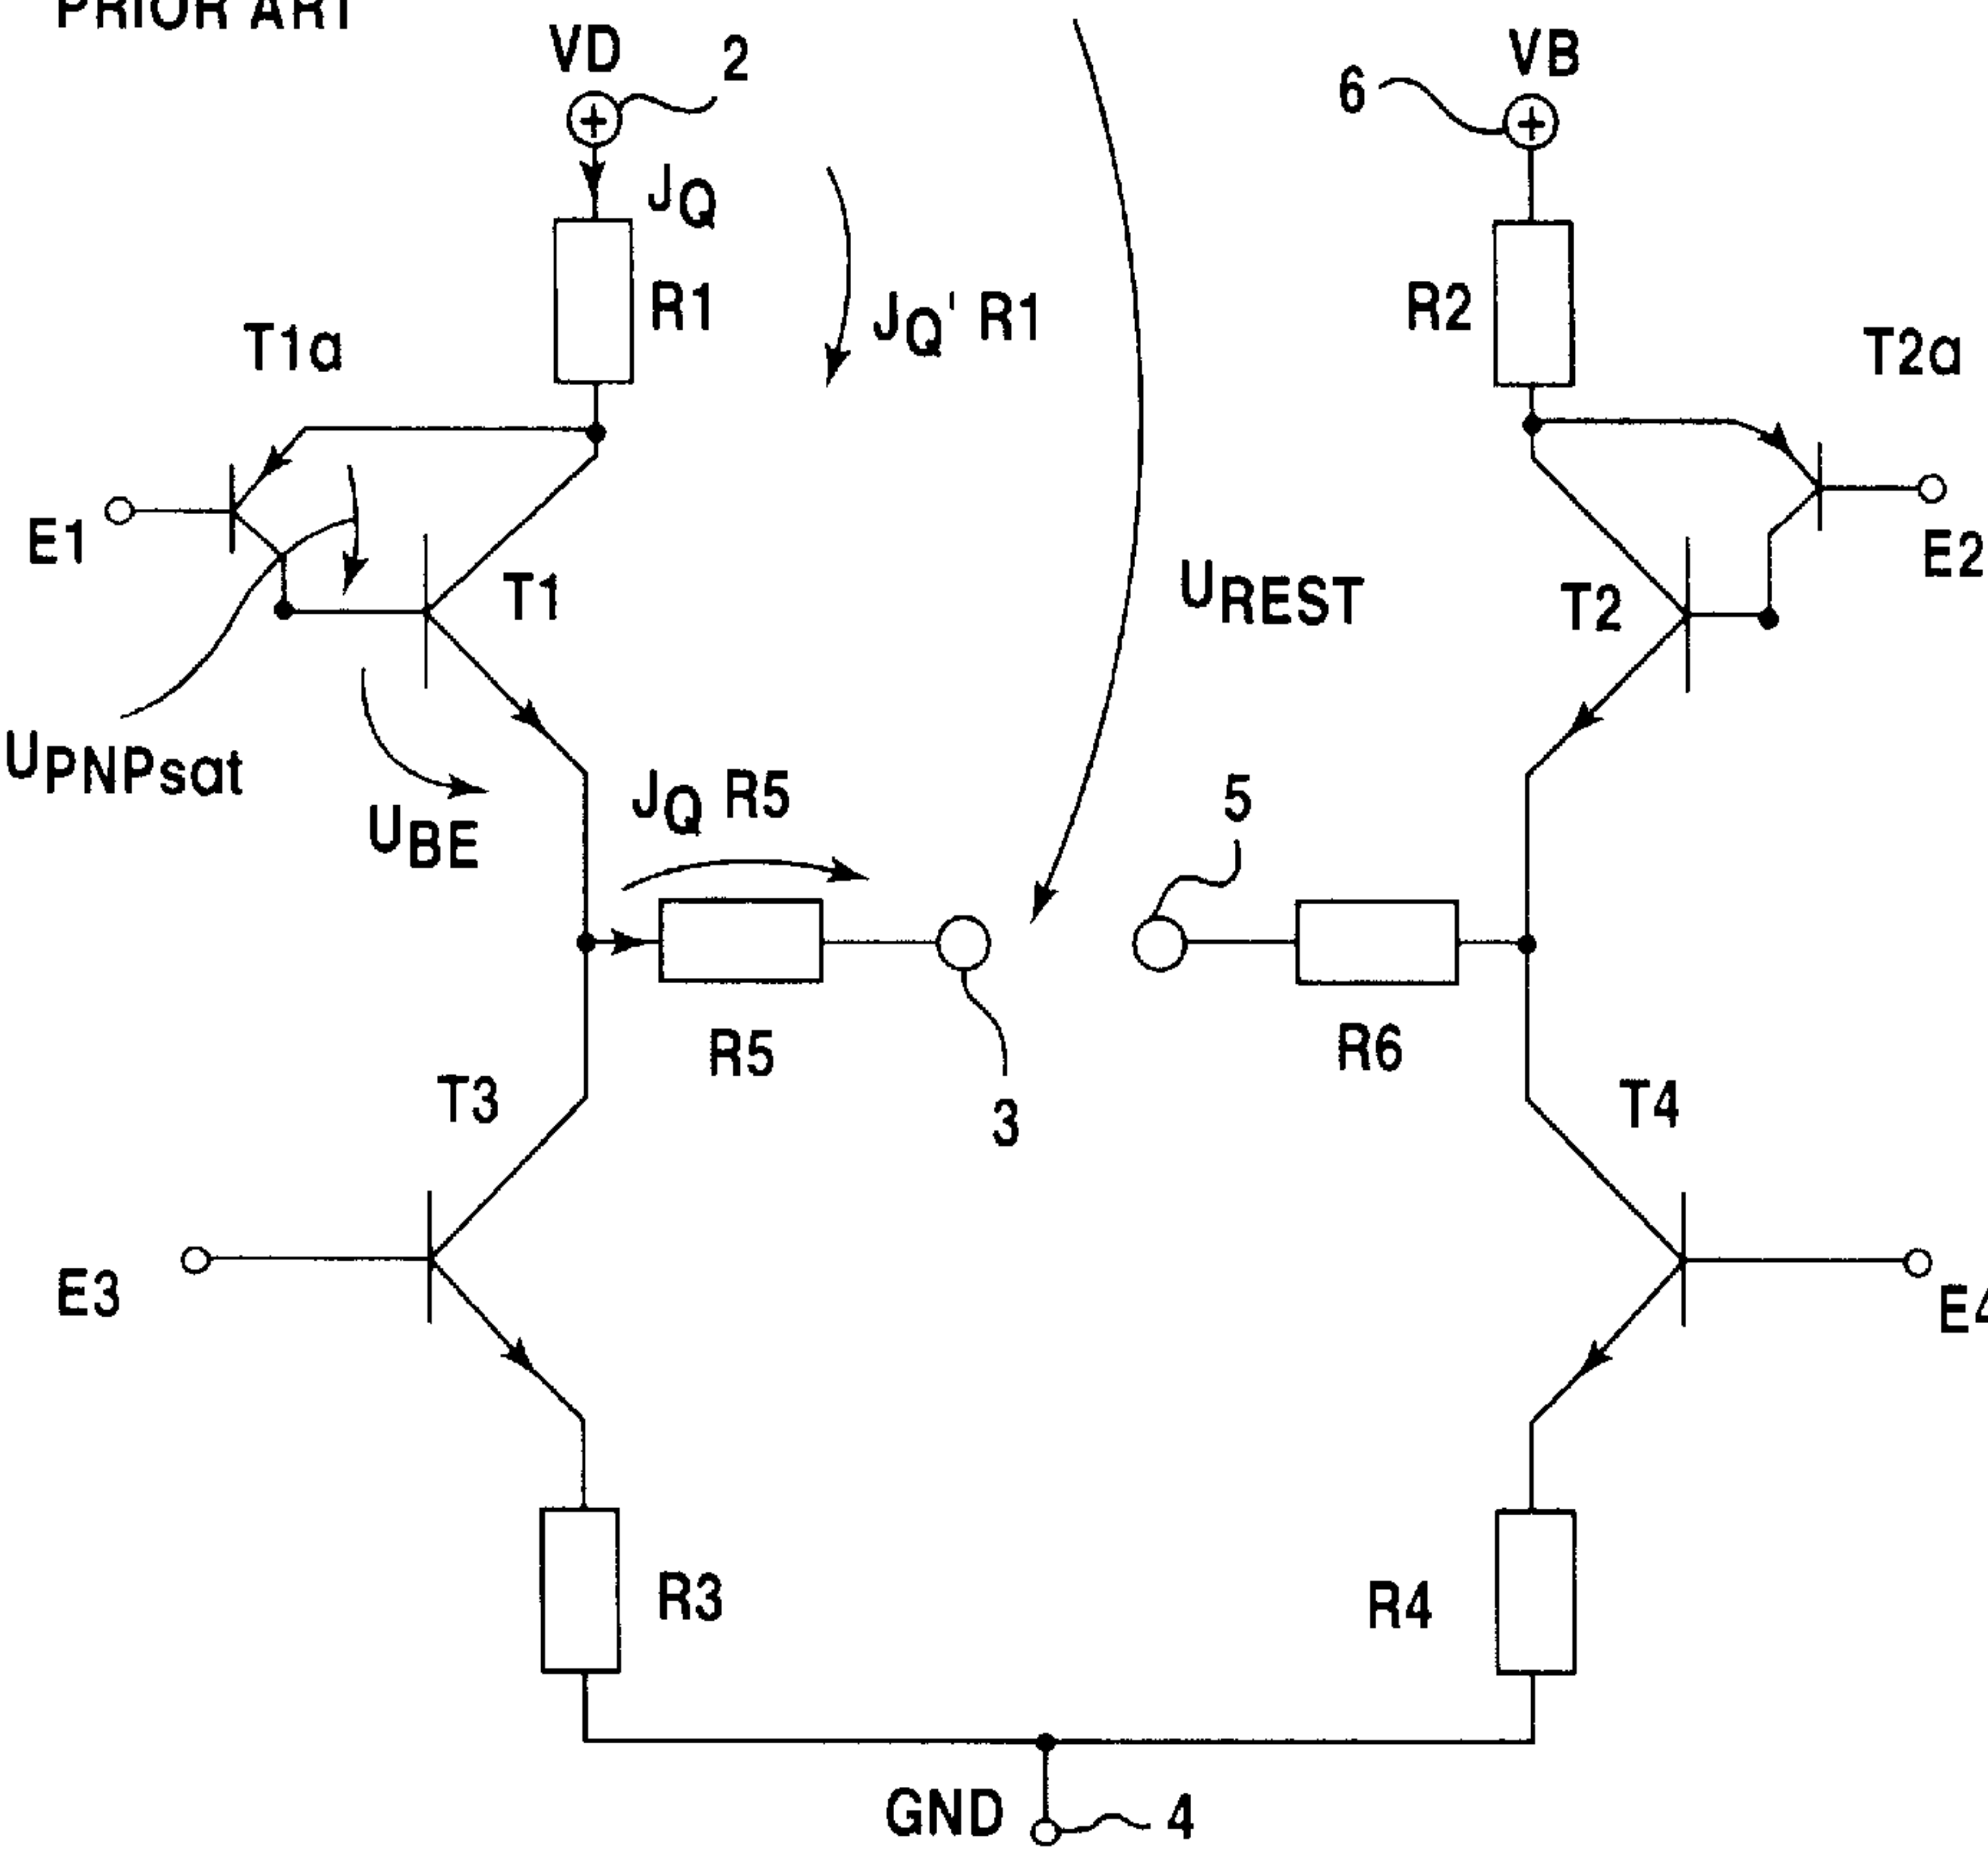 PRIOR ART
VD
2
VB
6
JQ
R1
JQ' R1
R2
T1a
T2a
E1
T1
UREST
T2
E2
UPNPsat
UBE
JQ R5
5
R5
R6
3
T3
T4
E3
E4
R3
R4
GND
4